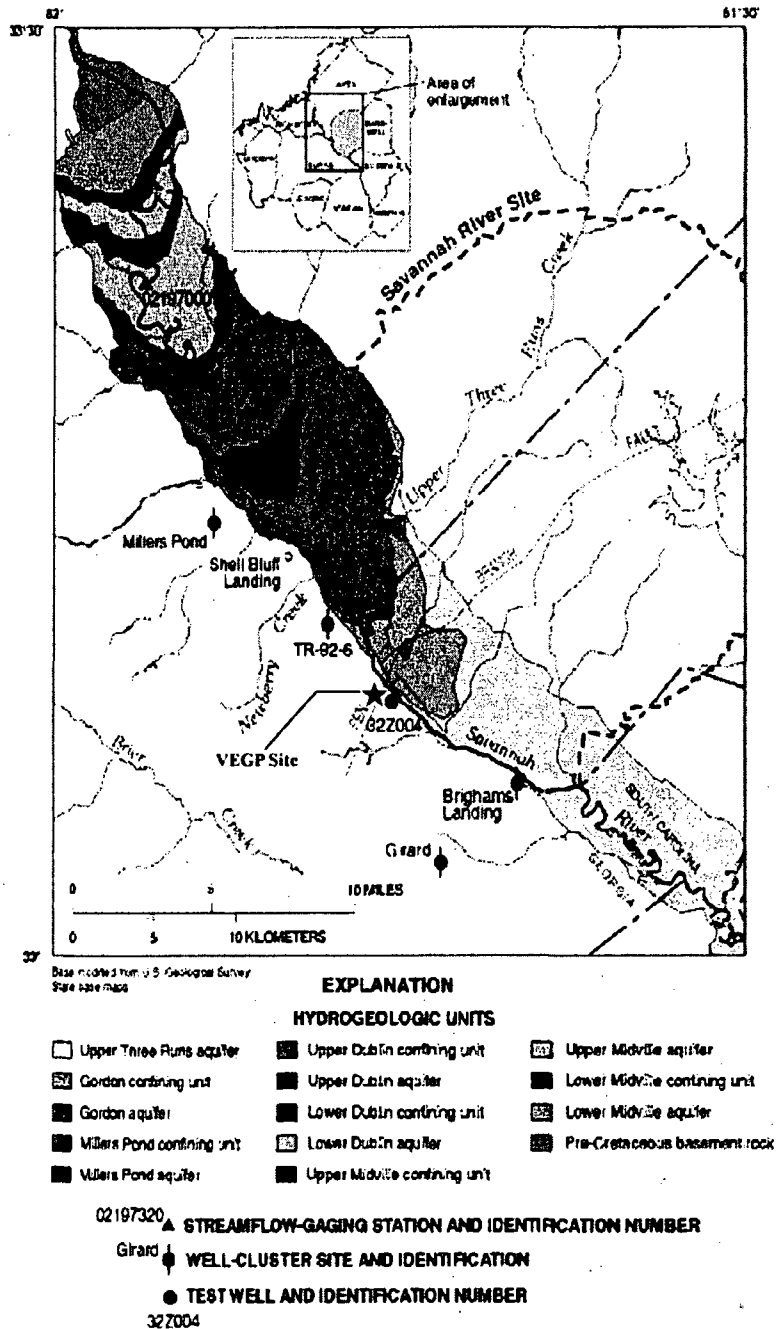 82°
81°30'
33°30'
Area of
enlargement
Savannah River Site
02197000
Creek
Runs
Three
Upper
FAULT
BRANCH
Millers Pond
Shell Bluff
Landing
Newberry
Creek
TR-92-6
32Z004
VEGP Site
Savannah
River
Brighams
Landing
Girard
SOUTH CAROLINA
GEORGIA
Creek
0 5 10 MILES
0 5 10 KILOMETERS
33°
Base modified from U.S. Geological Survey
State base maps
EXPLANATION
HYDROGEOLOGIC UNITS
Upper Three Runs aquifer
Gordon confining unit
Gordon aquifer
Millers Pond confining unit
Millers Pond aquifer
Upper Dublin confining unit
Upper Dublin aquifer
Lower Dublin confining unit
Lower Dublin aquifer
Upper Midville confining unit
Upper Midville aquifer
Lower Midville confining unit
Lower Midville aquifer
Pre-Cretaceous basement rock
02197320 STREAMFLOW-GAGING STATION AND IDENTIFICATION NUMBER
Girard WELL-CLUSTER SITE AND IDENTIFICATION
TEST WELL AND IDENTIFICATION NUMBER
32Z004